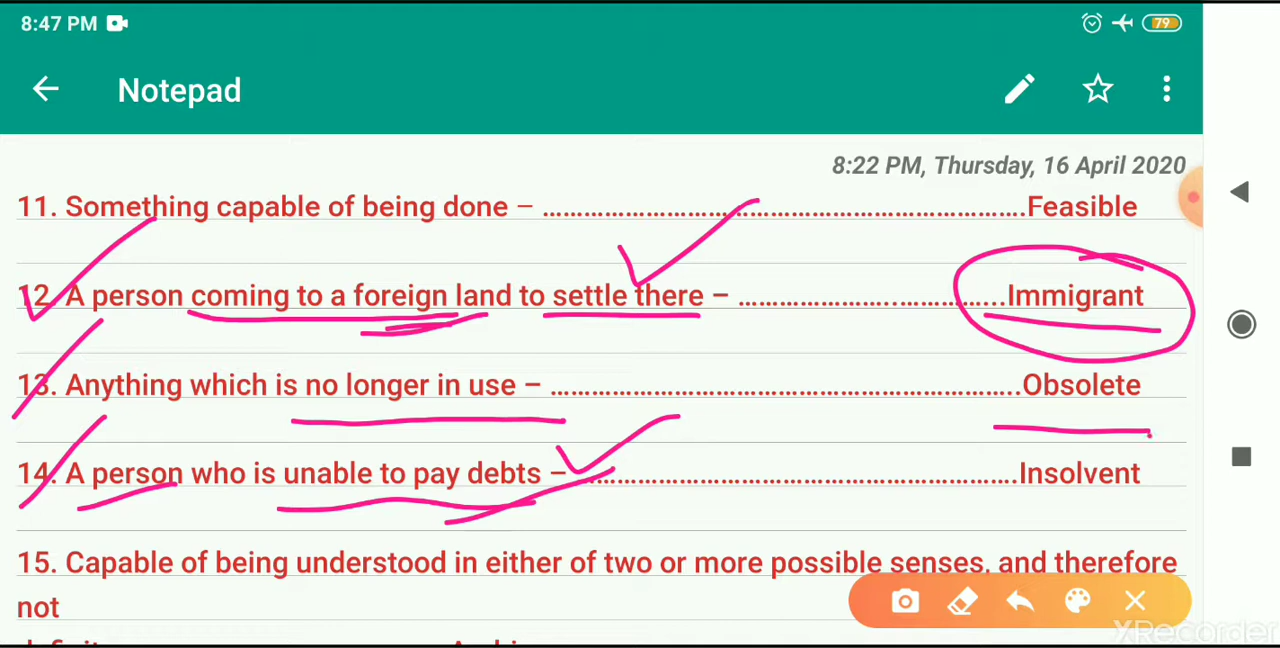 8:47 PM
79
Notepad
8:22 PM, Thursday, 16 April 2020
11. Something capable of being done – ……………………………………………….Feasible
12. A person coming to a foreign land to settle there – ……………..…………..Immigrant
13. Anything which is no longer in use – ……………………………………………..Obsolete
14. A person who is unable to pay debts – …………………………………………….Insolvent
15. Capable of being understood in either of two or more possible senses, and therefore
not
XRecorder